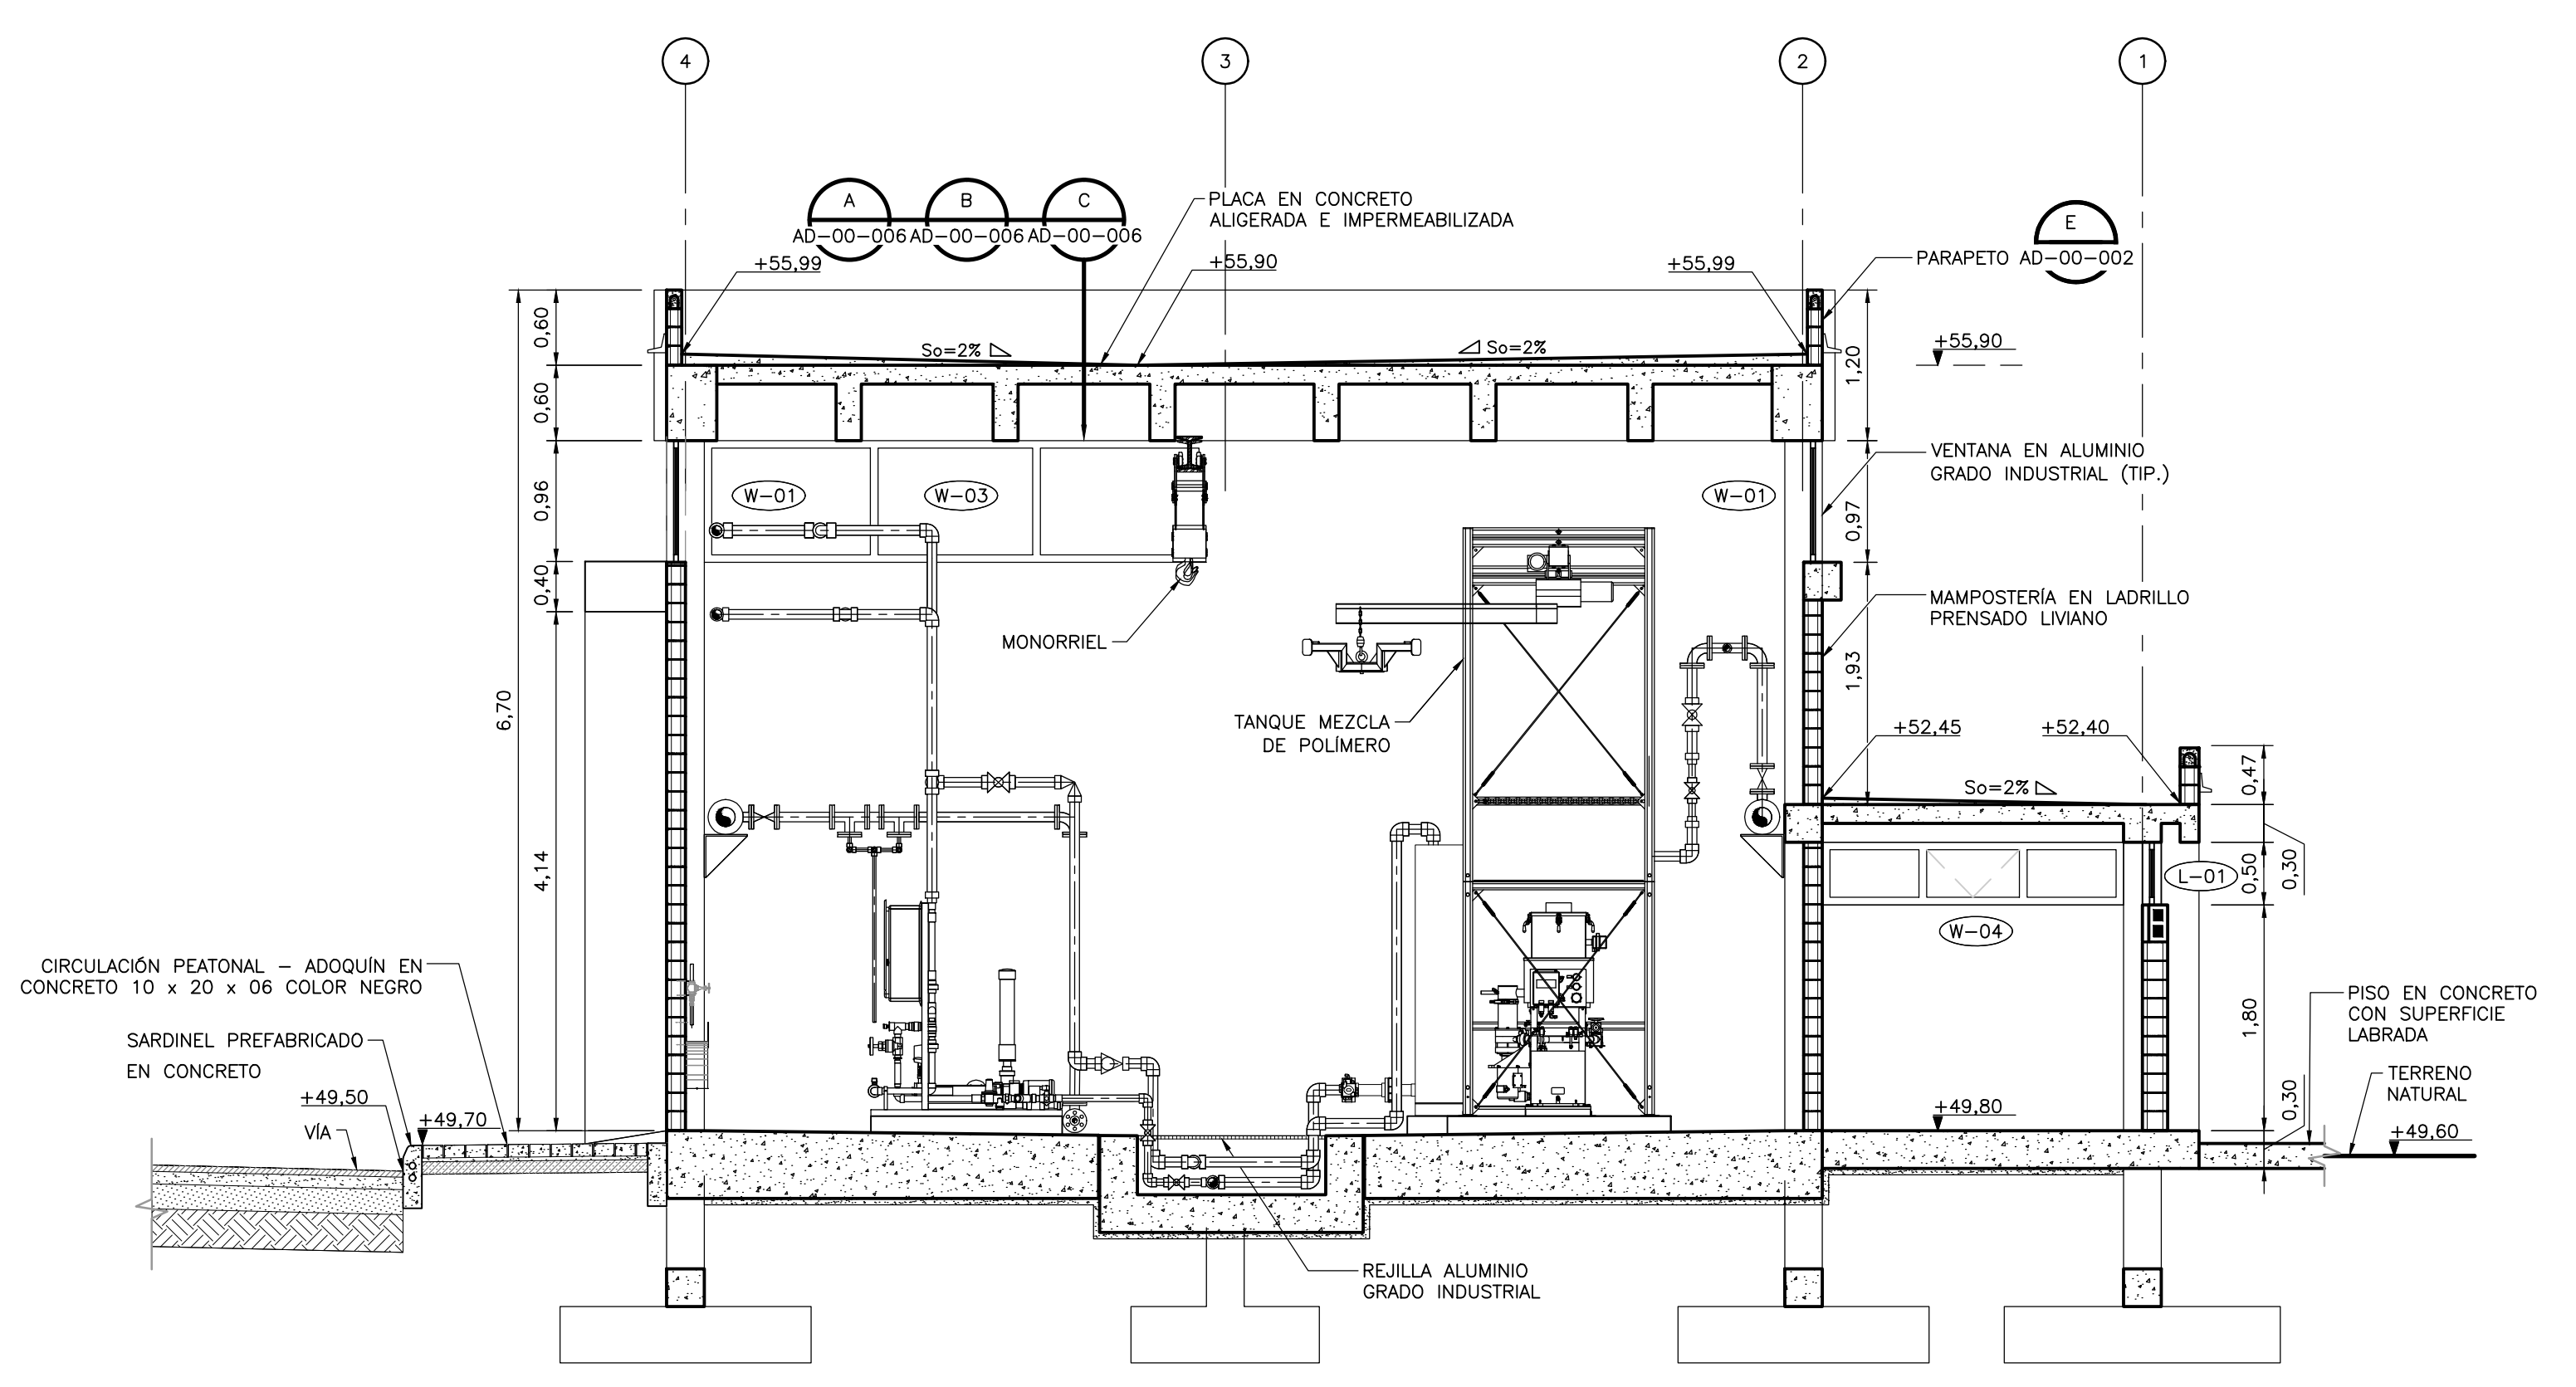 4
3
2
1
A
B
C
AD-00-006
AD-00-006
AD-00-006
PLACA EN CONCRETO
ALIGERADA E IMPERMEABILIZADA
E
PARAPETO AD-00-002
+55,99
+55,90
+55,99
0,60
So=2%
So=2%
+55,90
1,20
0,60
VENTANA EN ALUMINIO
GRADO INDUSTRIAL (TIP.)
W-01
W-03
W-01
0,96
0,97
0,40
MAMPOSTERÍA EN LADRILLO
PRENSADO LIVIANO
MONORRIEL
1,93
6,70
TANQUE MEZCLA
DE POLÍMERO
+52,45
+52,40
So=2%
0,47
4,14
L-01
0,50
0,30
W-04
CIRCULACIÓN PEATONAL – ADOQUÍN EN
CONCRETO 10 x 20 x 06 COLOR NEGRO
PISO EN CONCRETO
CON SUPERFICIE
LABRADA
1,80
SARDINEL PREFABRICADO
EN CONCRETO
TERRENO
NATURAL
+49,50
VÍA
+49,70
+49,80
0,30
+49,60
REJILLA ALUMINIO
GRADO INDUSTRIAL